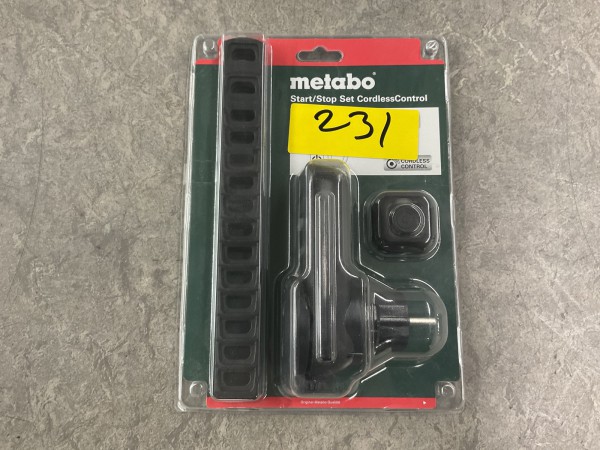 metabo
Start/Stop Set CordlessControl
231
CORDLESS
CONTROL